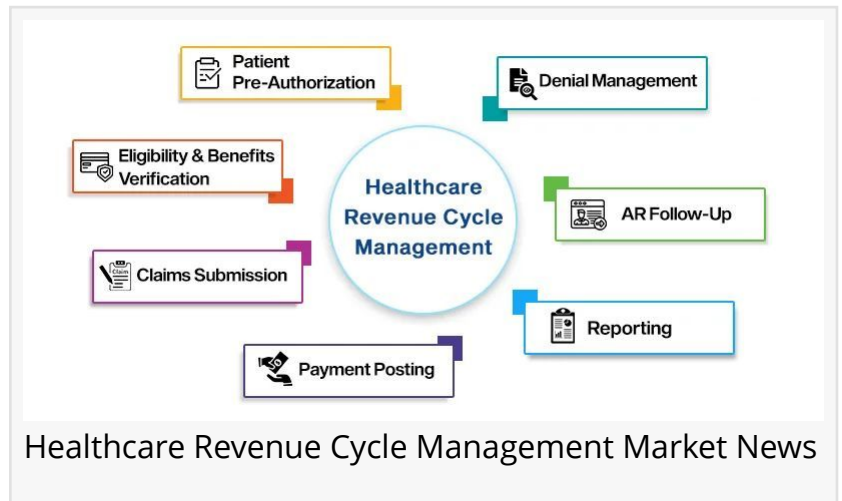 Patient
Pre-Authorization
Denial Management
Eligibility & Benefits
Verification
Healthcare
Revenue Cycle
Management
AR Follow-Up
Claim
Claims Submission
Reporting
Payment Posting
Healthcare Revenue Cycle Management Market News